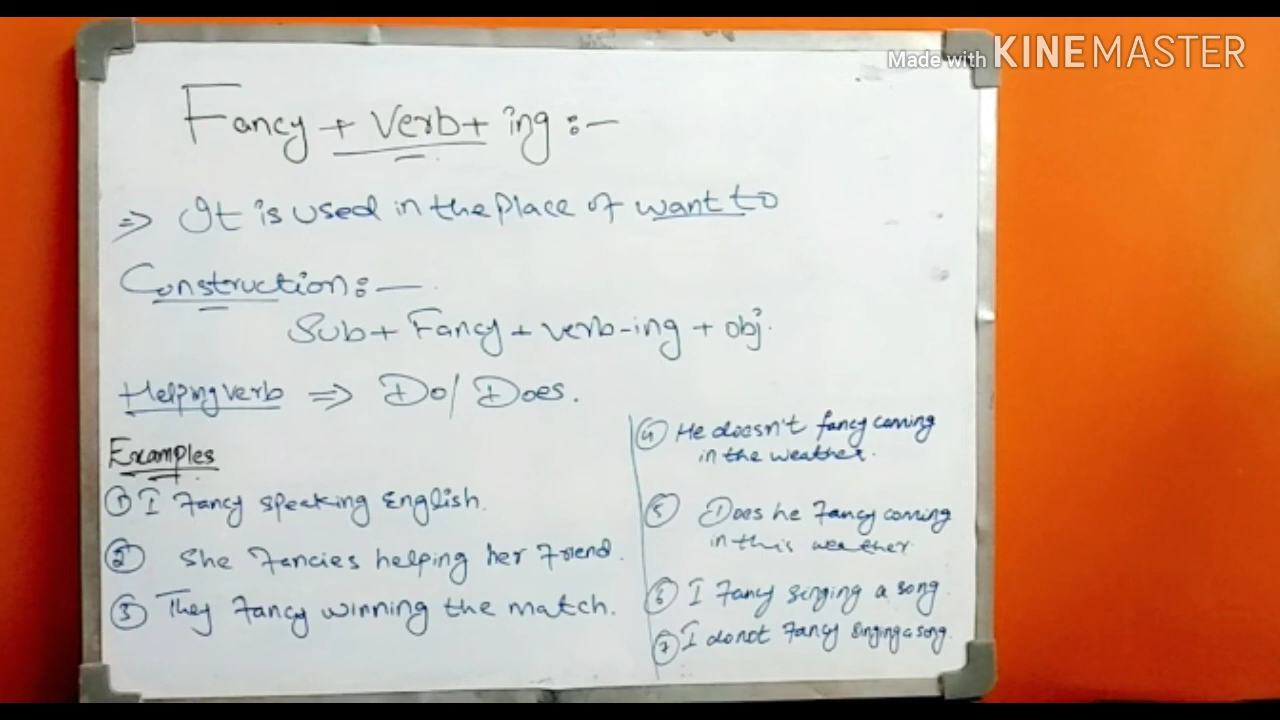 Made with KINEMASTER
Fancy + Verb + ing :-
⇒ It is used in the place of want to
Construction :-
Sub + Fancy + verb-ing + obj.
Helping verb ⇒ Do / Does.
Examples
① I Fancy speaking English.
② She Fancies helping her Friend.
③ They Fancy winning the match.
④ He doesn't fancy coming
in the weather.
⑤ Does he Fancy coming
in this weather
⑥ I Fancy singing a song
⑦ I do not Fancy singing a song.